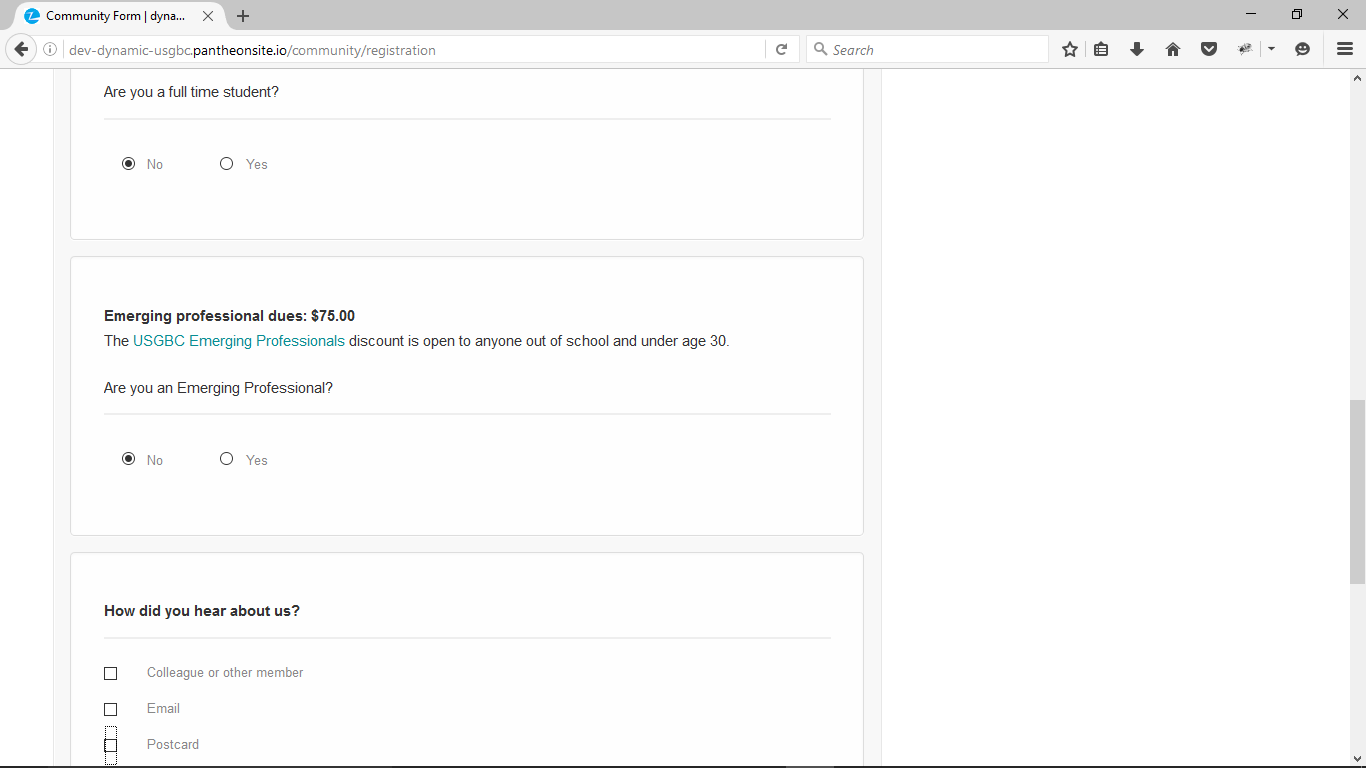 Community Form | dyna...
dev-dynamic-usgbc.pantheonsite.io/community/registration
Search
Are you a full time student?
No Yes
Emerging professional dues: $75.00
The USGBC Emerging Professionals discount is open to anyone out of school and under age 30.
Are you an Emerging Professional?
No Yes
How did you hear about us?
Colleague or other member
Email
Postcard